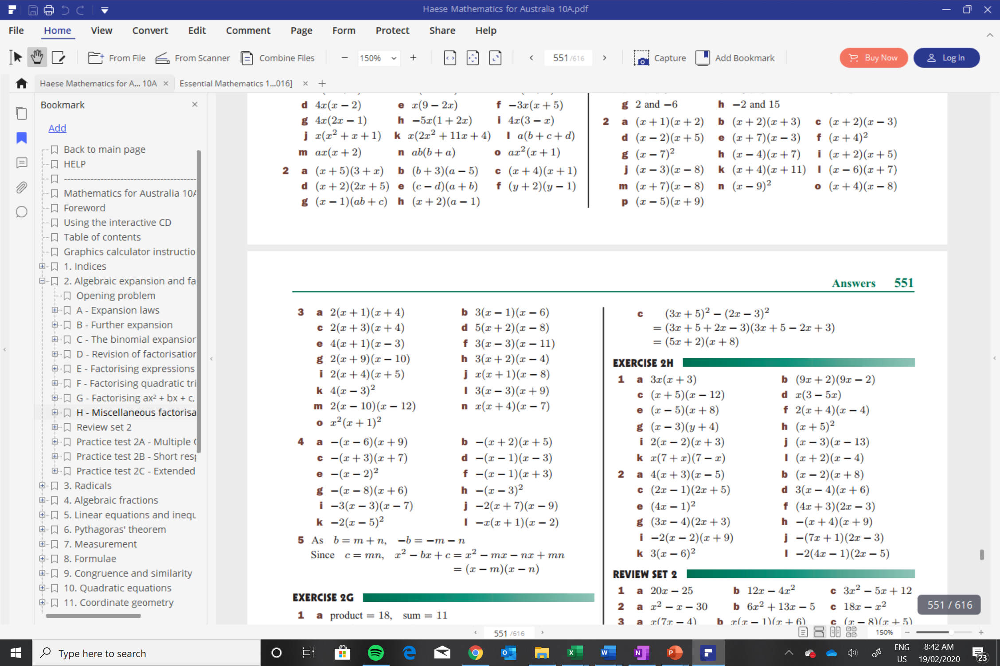 Haese Mathematics for Australia 10A.pdf
File Home View Convert Edit Comment Page Form Protect Share Help
From File From Scanner Combine Files 150% 551/616 Capture Add Bookmark Buy Now Log In
Haese Mathematics for A... 10A Essential Mathematics 1...016]
Bookmark
Add
Back to main page
HELP
----------------------------------------
Mathematics for Australia 10A
Foreword
Using the interactive CD
Table of contents
Graphics calculator instructio
1. Indices
2. Algebraic expansion and fa
Opening problem
A - Expansion laws
B - Further expansion
C - The binomial expansion
D - Revision of factorisation
E - Factorising expressions
F - Factorising quadratic tri
G - Factorising ax² + bx + c,
H - Miscellaneous factorisa
Review set 2
Practice test 2A - Multiple C
Practice test 2B - Short resp
Practice test 2C - Extended
3. Radicals
4. Algebraic fractions
5. Linear equations and inequ
6. Pythagoras' theorem
7. Measurement
8. Formulae
9. Congruence and similarity
10. Quadratic equations
11. Coordinate geometry
d 4x(x − 2) e x(9 − 2x) f −3x(x + 5)
g 4x(2x − 1) h −5x(1 + 2x) i 4x(3 − x)
j x(x² + x + 1) k x(2x² + 11x + 4) l a(b + c + d)
m ax(x + 2) n ab(b + a) o ax²(x + 1)
2 a (x + 5)(3 + x) b (b + 3)(a − 5) c (x + 4)(x + 1)
d (x + 2)(2x + 5) e (c − d)(a + b) f (y + 2)(y − 1)
g (x − 1)(ab + c) h (x + 2)(a − 1)
g 2 and −6 h −2 and 15
2 a (x + 1)(x + 2) b (x + 2)(x + 3) c (x + 2)(x − 3)
d (x − 2)(x + 5) e (x + 7)(x − 3) f (x + 4)²
g (x − 7)² h (x − 4)(x + 7) i (x + 2)(x + 5)
j (x − 3)(x − 8) k (x + 4)(x + 11) l (x − 6)(x + 7)
m (x + 7)(x − 8) n (x − 9)² o (x + 4)(x − 8)
p (x − 5)(x + 9)
Answers 551
3 a 2(x + 1)(x + 4) b 3(x − 1)(x − 6)
c 2(x + 3)(x + 4) d 5(x + 2)(x − 8)
e 4(x + 1)(x − 3) f 3(x − 3)(x − 11)
g 2(x + 9)(x − 10) h 3(x + 2)(x − 4)
i 2(x + 4)(x + 5) j x(x + 1)(x − 8)
k 4(x − 3)² l 3(x − 3)(x + 9)
m 2(x − 10)(x − 12) n x(x + 4)(x − 7)
o x²(x + 1)²
4 a −(x − 6)(x + 9) b −(x + 2)(x + 5)
c −(x + 3)(x + 7) d −(x − 1)(x − 3)
e −(x − 2)² f −(x − 1)(x + 3)
g −(x − 8)(x + 6) h −(x − 3)²
i −3(x − 3)(x − 7) j −2(x + 7)(x − 9)
k −2(x − 5)² l −x(x + 1)(x − 2)
5 As b = m + n, −b = −m − n
Since c = mn, x² − bx + c = x² − mx − nx + mn
= (x − m)(x − n)
EXERCISE 2G
1 a product = 18, sum = 11
c (3x + 5)² − (2x − 3)²
= (3x + 5 + 2x − 3)(3x + 5 − 2x + 3)
= (5x + 2)(x + 8)
EXERCISE 2H
1 a 3x(x + 3) b (9x + 2)(9x − 2)
c (x + 5)(x − 12) d x(3 − 5x)
e (x − 5)(x + 8) f 2(x + 4)(x − 4)
g (x − 3)(y + 4) h (x + 5)²
i 2(x − 2)(x + 3) j (x − 3)(x − 13)
k x(7 + x)(7 − x) l (x + 2)(x − 4)
2 a 4(x + 3)(x − 5) b (x − 2)(x + 8)
c (2x − 1)(2x + 5) d 3(x − 4)(x + 6)
e (4x − 1)² f (4x + 3)(2x − 3)
g (3x − 4)(2x + 3) h −(x + 4)(x + 9)
i −2(x − 2)(x + 9) j −(7x + 1)(2x − 3)
k 3(x − 6)² l −2(4x − 1)(2x − 5)
REVIEW SET 2
1 a 20x − 25 b 12x − 4x² c 3x² − 5x + 12
2 a x² − x − 30 b 6x² + 13x − 5 c 18x − x²
3 a x(7x − 4) b x(x − 1)(x + 6) c (x − 8)(x + 5)
551 / 616
551 /616
150%
Type here to search
ENG
US
8:42 AM
19/02/2020
23